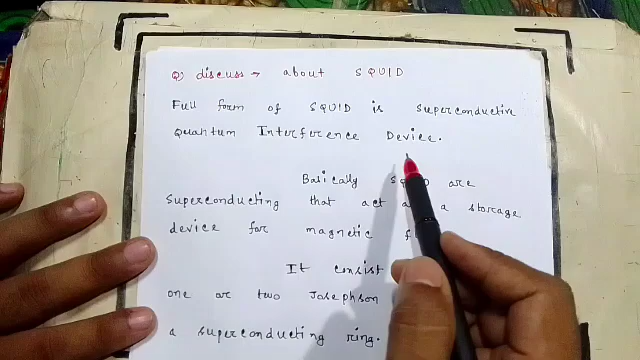 Q) discuss → about SQUID
Full form of SQUID is superconductive
Quantum Interference Device.
Basically are
superconducting that act a storage
device for magnetic
It consist
one or two Josephson
a superconducting ring.